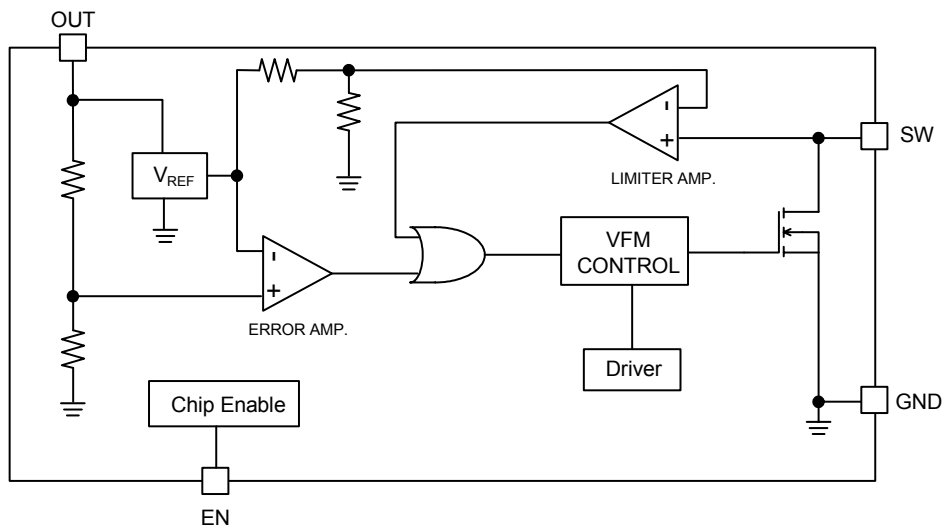 OUT
SW
-
+
LIMITER AMP.
VREF
-
+
ERROR AMP.
VFM
CONTROL
Driver
Chip Enable
GND
EN